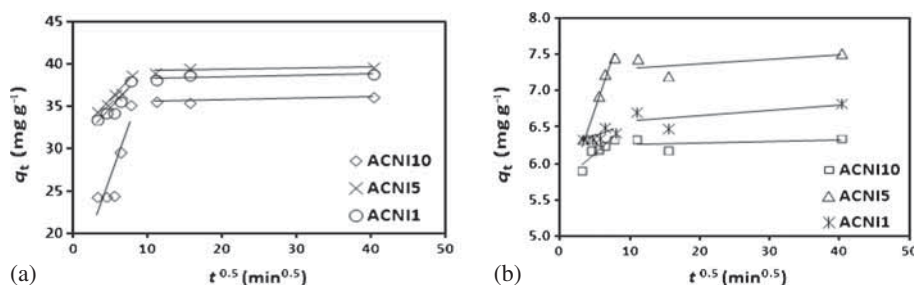 (a)
q_t (mg g⁻¹)
45
40
35
30
25
20
0 10 20 30 40 50
t^0.5 (min^0.5)
ACNI10
ACNI5
ACNI1
(b)
q_t (mg g⁻¹)
8.0
7.5
7.0
6.5
6.0
5.5
5.0
0 10 20 30 40 50
t^0.5 (min^0.5)
ACNI10
ACNI5
ACNI1